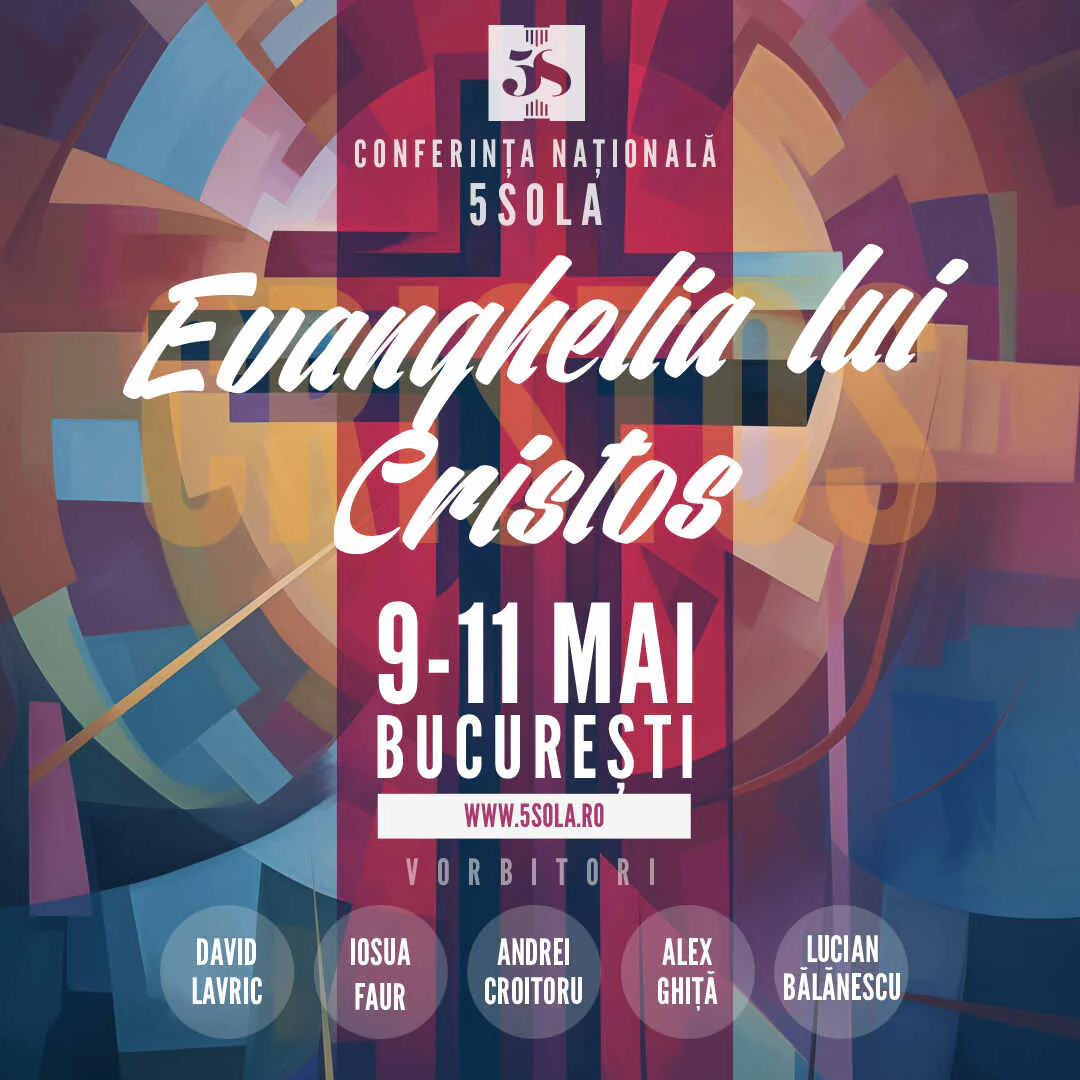 5S
CONFERINȚA NAȚIONALĂ
5SOLA
CRISTOS
Evanghelia lui
Cristos
9-11 MAI
BUCUREȘTI
WWW.5SOLA.RO
VORBITORI
DAVID
LAVRIC
IOSUA
FAUR
ANDREI
CROITORU
ALEX
GHIȚĂ
LUCIAN
BĂLĂNESCU